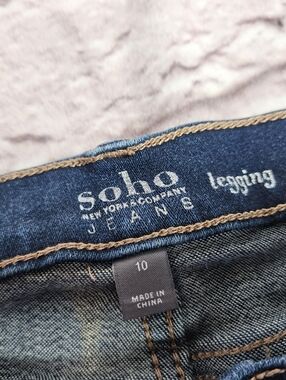 Soho
NEW YORK & COMPANY
JEANS
legging
10
MADE IN
CHINA